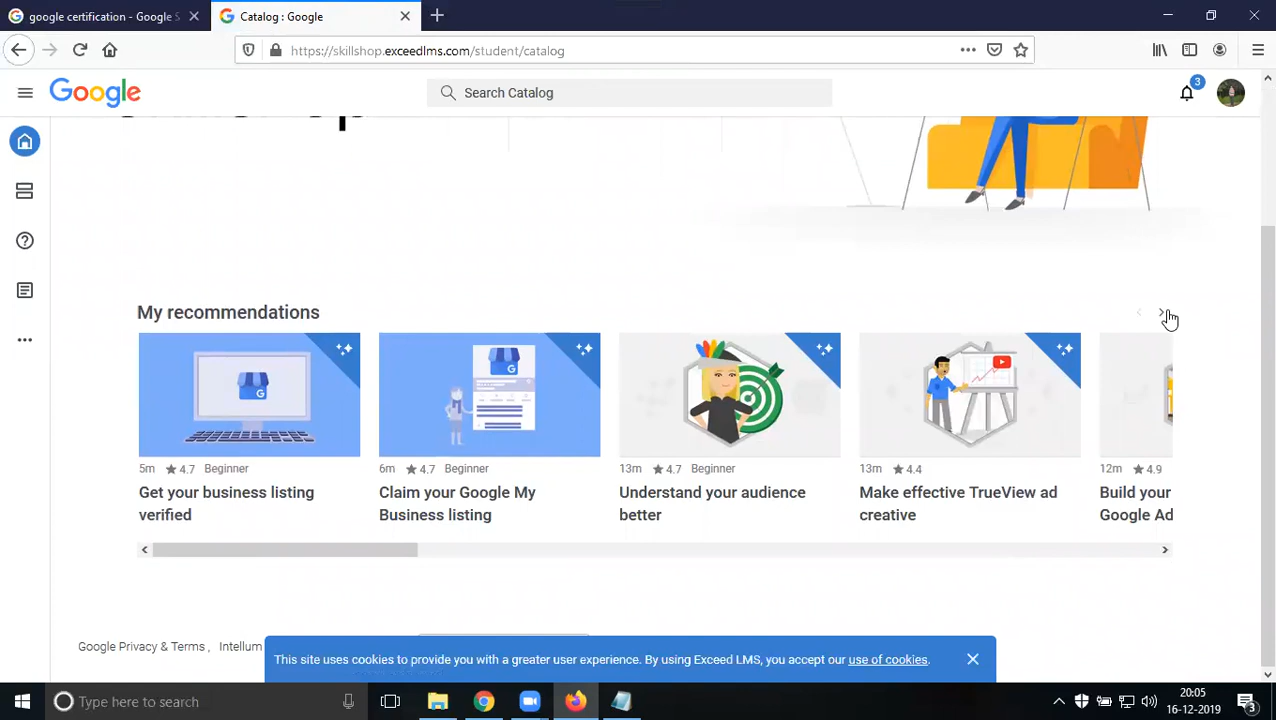 google certification - Google S
Catalog : Google
https://skillshop.exceedlms.com/student/catalog
Google
Search Catalog
3
My recommendations
5m 4.7 Beginner
Get your business listing
verified
6m 4.7 Beginner
Claim your Google My
Business listing
13m 4.7 Beginner
Understand your audience
better
13m 4.4
Make effective TrueView ad
creative
12m 4.9
Build your
Google Ad
Google Privacy & Terms , Intellum
This site uses cookies to provide you with a greater user experience. By using Exceed LMS, you accept our use of cookies.
Type here to search
20:05
16-12-2019
3